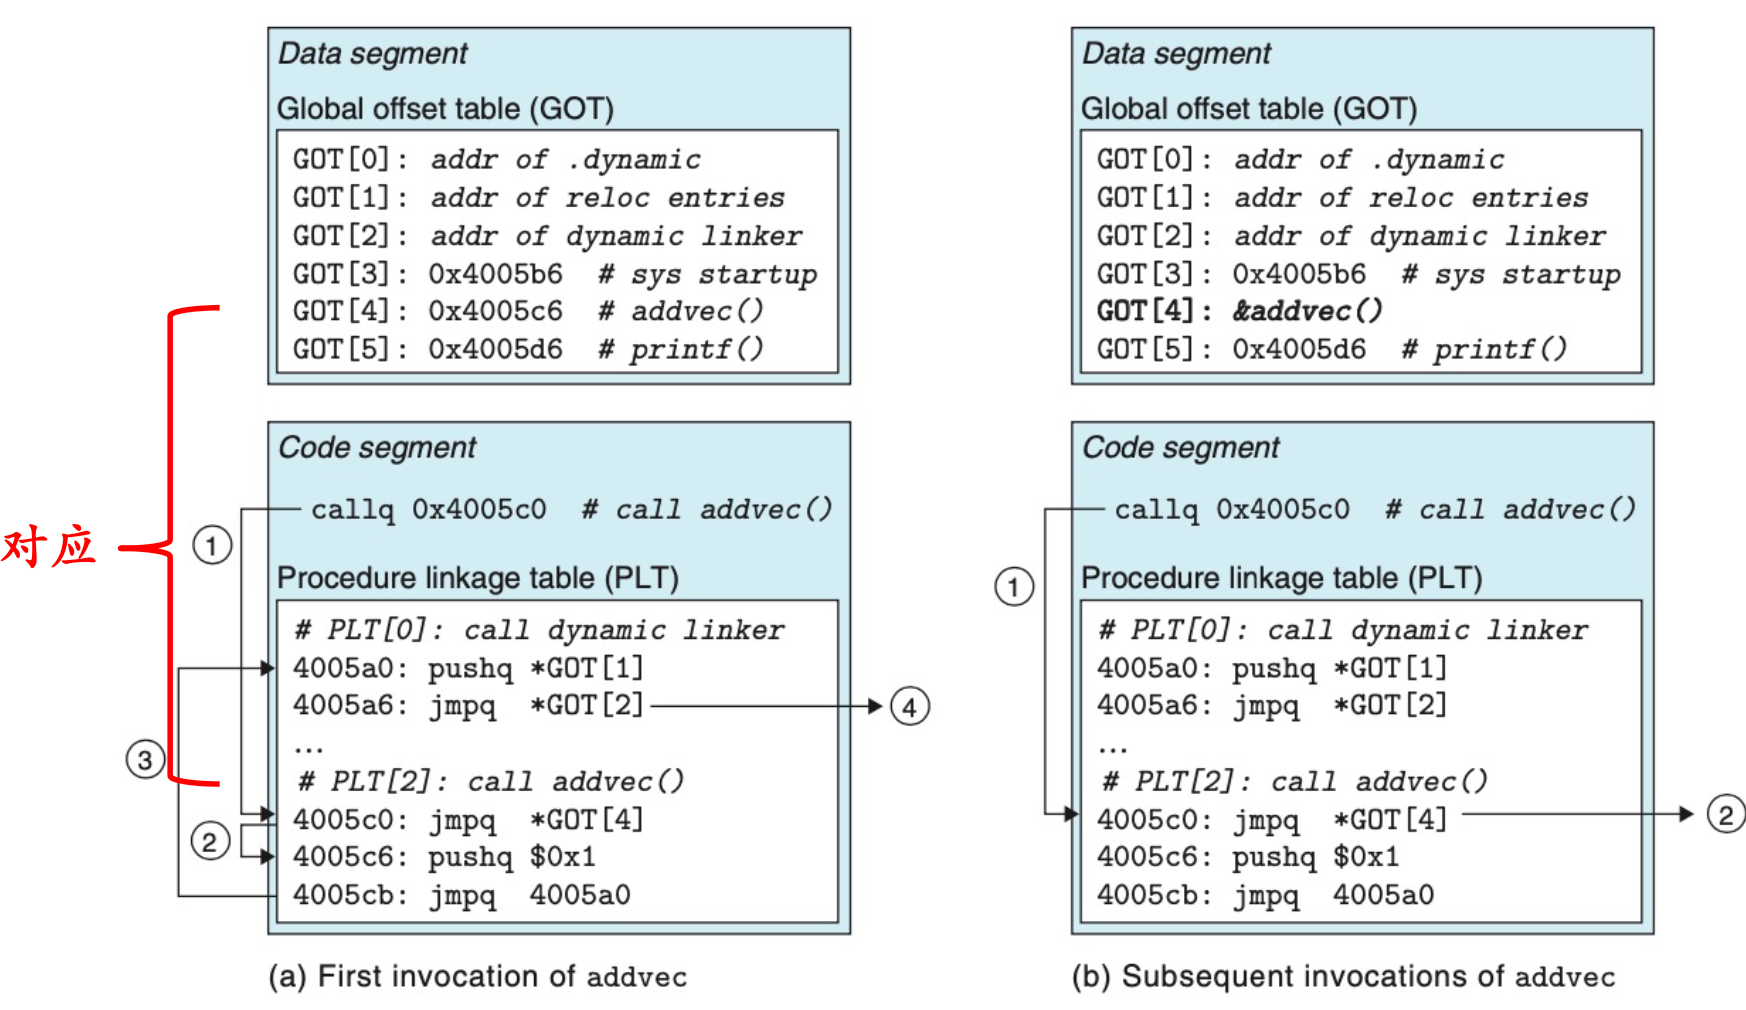 Data segment
Global offset table (GOT)
GOT[0]: addr of .dynamic
GOT[1]: addr of reloc entries
GOT[2]: addr of dynamic linker
GOT[3]: 0x4005b6 # sys startup
GOT[4]: 0x4005c6 # addvec()
GOT[5]: 0x4005d6 # printf()
Code segment
callq 0x4005c0 # call addvec()
对应
①
Procedure linkage table (PLT)
# PLT[0]: call dynamic linker
4005a0: pushq *GOT[1]
4005a6: jmpq *GOT[2]
④
...
③
# PLT[2]: call addvec()
4005c0: jmpq *GOT[4]
②
4005c6: pushq $0x1
4005cb: jmpq 4005a0
(a) First invocation of addvec
Data segment
Global offset table (GOT)
GOT[0]: addr of .dynamic
GOT[1]: addr of reloc entries
GOT[2]: addr of dynamic linker
GOT[3]: 0x4005b6 # sys startup
GOT[4]: &addvec()
GOT[5]: 0x4005d6 # printf()
Code segment
callq 0x4005c0 # call addvec()
①
Procedure linkage table (PLT)
# PLT[0]: call dynamic linker
4005a0: pushq *GOT[1]
4005a6: jmpq *GOT[2]
...
# PLT[2]: call addvec()
4005c0: jmpq *GOT[4]
②
4005c6: pushq $0x1
4005cb: jmpq 4005a0
(b) Subsequent invocations of addvec